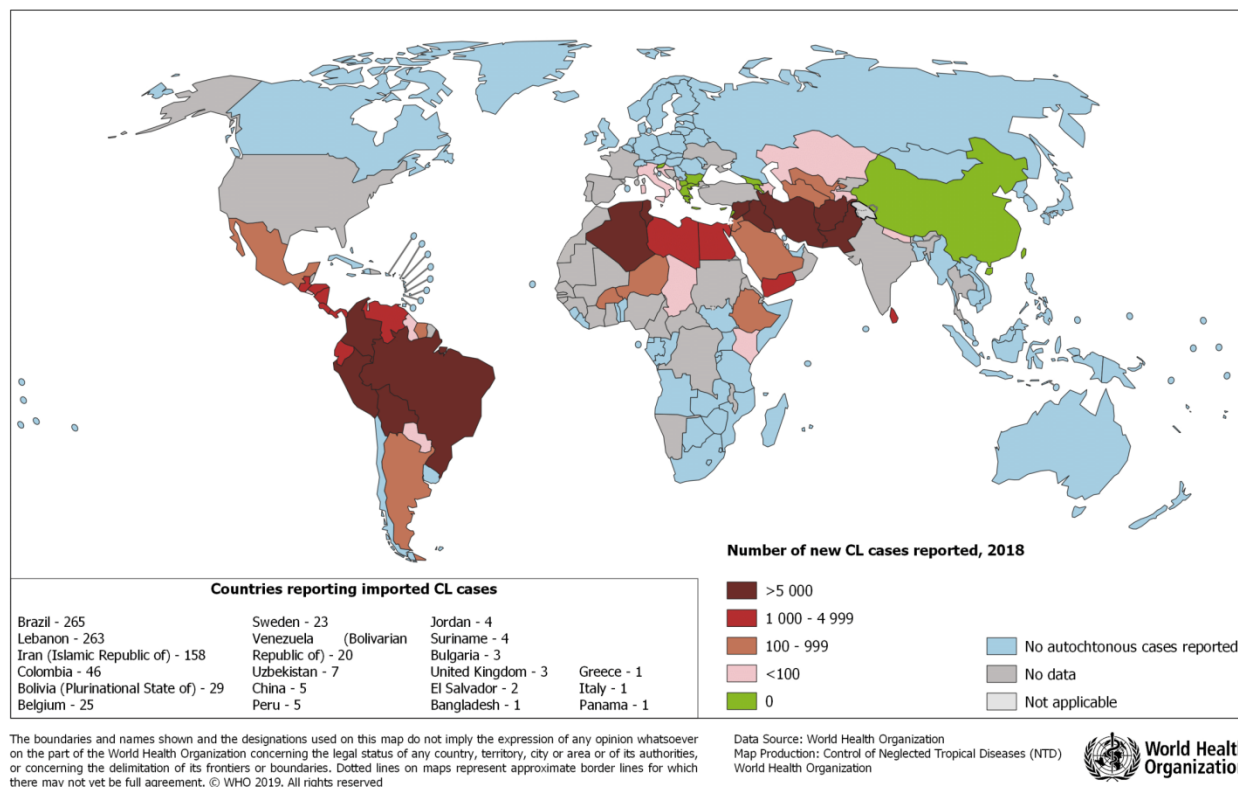 Number of new CL cases reported, 2018
>5 000
1 000 - 4 999
100 - 999
<100
0
No autochtonous cases reported
No data
Not applicable
Countries reporting imported CL cases
Brazil - 265
Lebanon - 263
Iran (Islamic Republic of) - 158
Colombia - 46
Bolivia (Plurinational State of) - 29
Belgium - 25
Sweden - 23
Venezuela (Bolivarian
Republic of) - 20
Uzbekistan - 7
China - 5
Peru - 5
Jordan - 4
Suriname - 4
Bulgaria - 3
United Kingdom - 3
El Salvador - 2
Bangladesh - 1
Greece - 1
Italy - 1
Panama - 1
The boundaries and names shown and the designations used on this map do not imply the expression of any opinion whatsoever
on the part of the World Health Organization concerning the legal status of any country, territory, city or area or of its authorities,
or concerning the delimitation of its frontiers or boundaries. Dotted lines on maps represent approximate border lines for which
there may not yet be full agreement. © WHO 2019. All rights reserved
Data Source: World Health Organization
Map Production: Control of Neglected Tropical Diseases (NTD)
World Health Organization
World Health
Organization